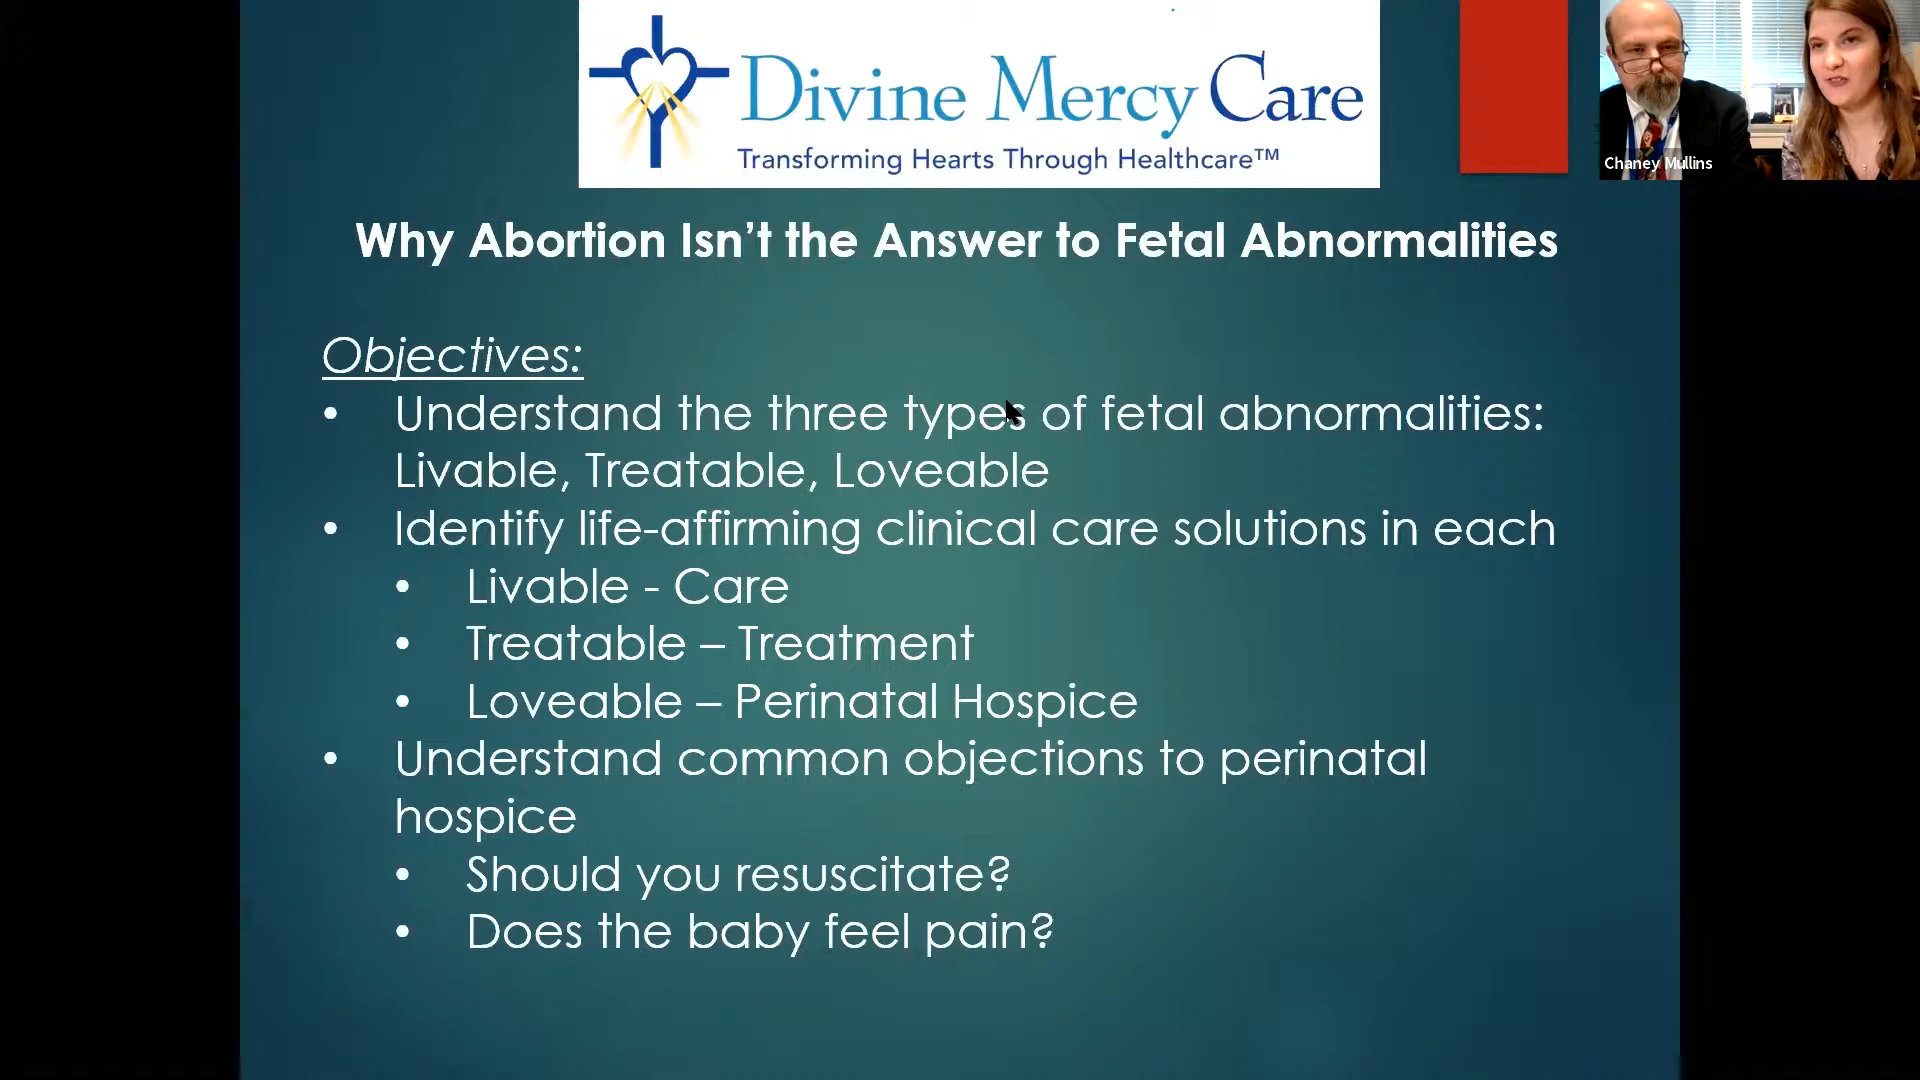 Divine Mercy Care
Transforming Hearts Through Healthcare™
Chaney Mullins
Why Abortion Isn’t the Answer to Fetal Abnormalities
Objectives:
• Understand the three types of fetal abnormalities:
Livable, Treatable, Loveable
• Identify life-affirming clinical care solutions in each
• Livable - Care
• Treatable – Treatment
• Loveable – Perinatal Hospice
• Understand common objections to perinatal
hospice
• Should you resuscitate?
• Does the baby feel pain?